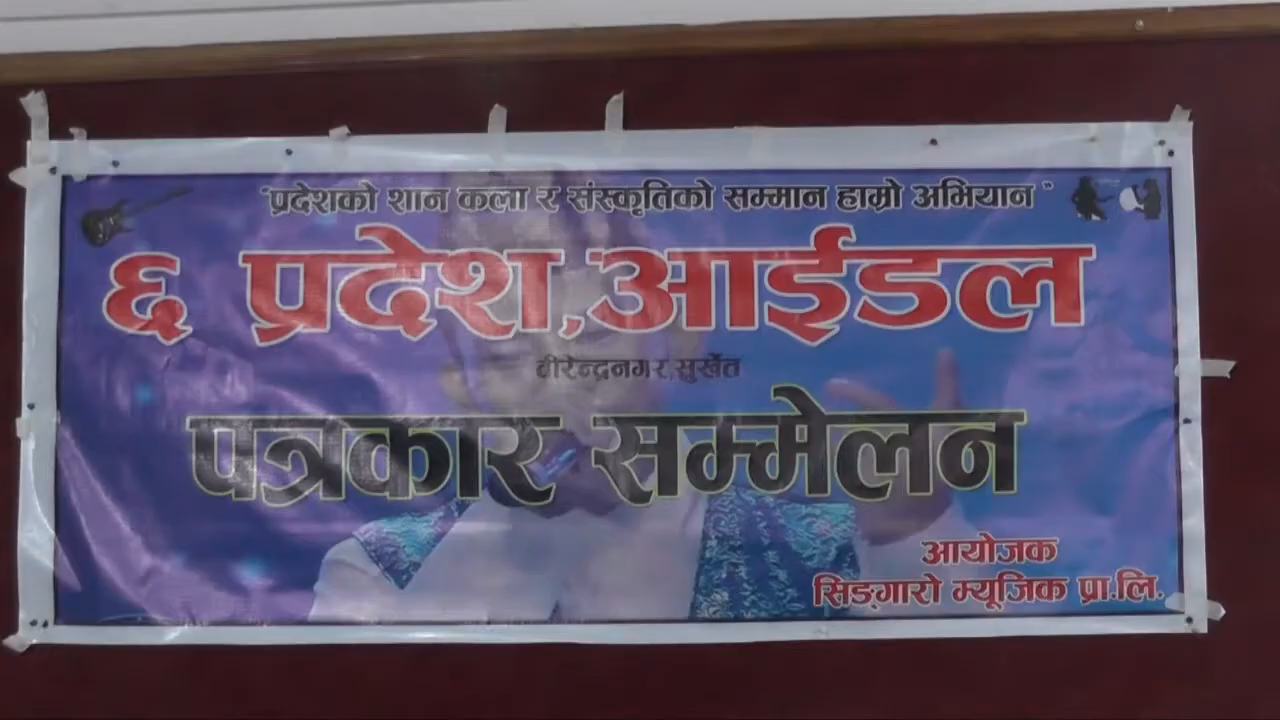 "प्रदेशको शान कला र संस्कृतिको सम्मान हाम्रो अभियान"
६ प्रदेश,आईडल
वीरेन्द्रनगर,सुर्खेत
पत्रकार सम्मेलन
आयोजक
सिङ्गारो म्यूजिक प्रा.लि.